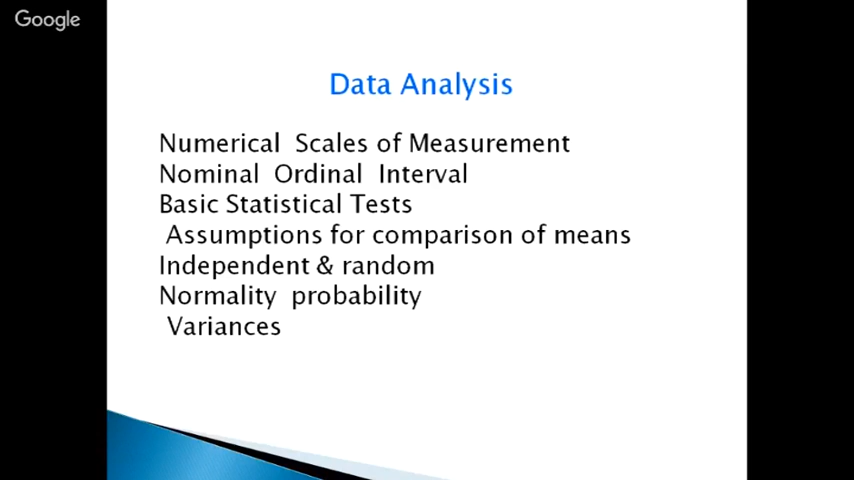 Google
Data Analysis
Numerical Scales of Measurement
Nominal Ordinal Interval
Basic Statistical Tests
Assumptions for comparison of means
Independent & random
Normality probability
Variances